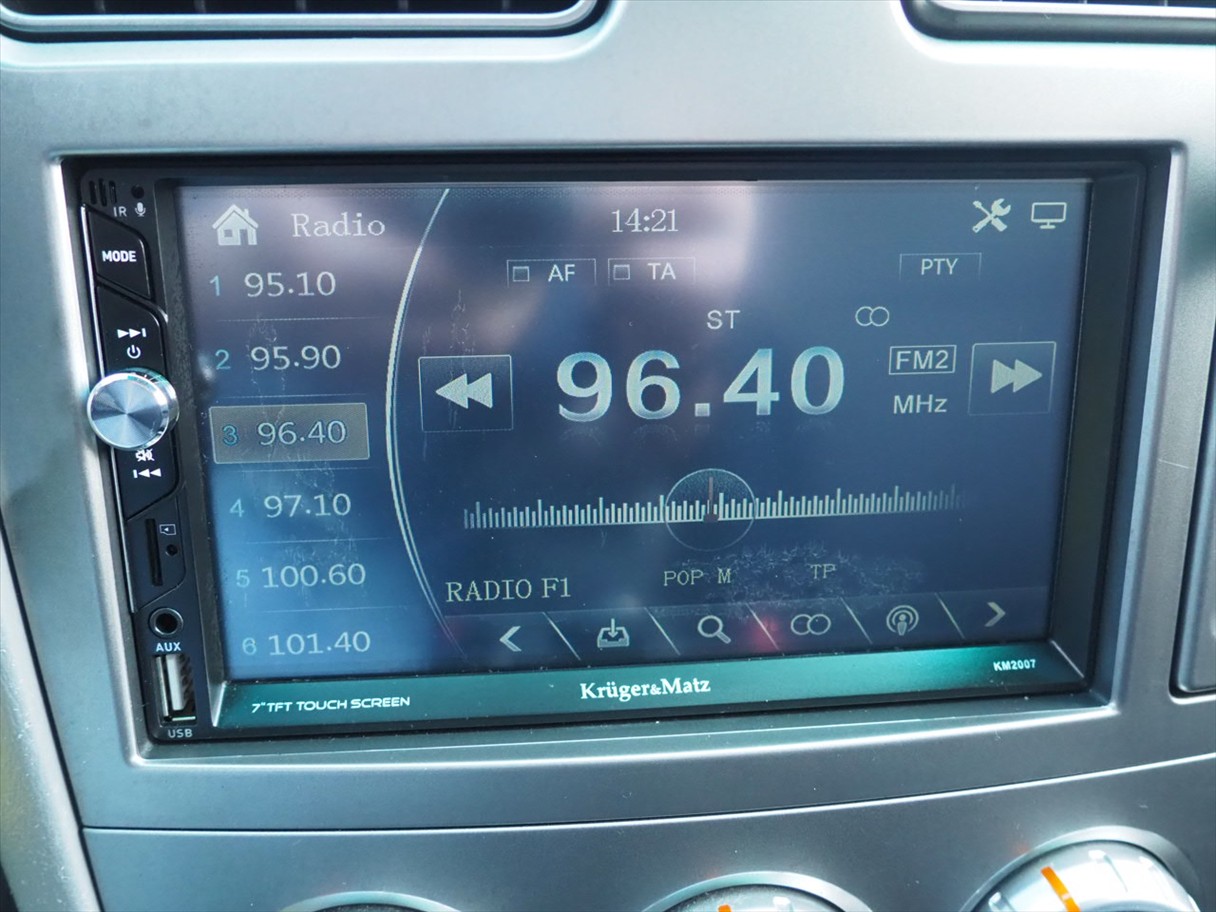 IR
MODE
AUX
USB
Radio
14:21
AF
TA
PTY
1 95.10
2 95.90
3 96.40
4 97.10
5 100.60
6 101.40
ST
96.40
FM2
MHz
RADIO F1
POP M
TP
7" TFT TOUCH SCREEN
Krüger&Matz
KM2007